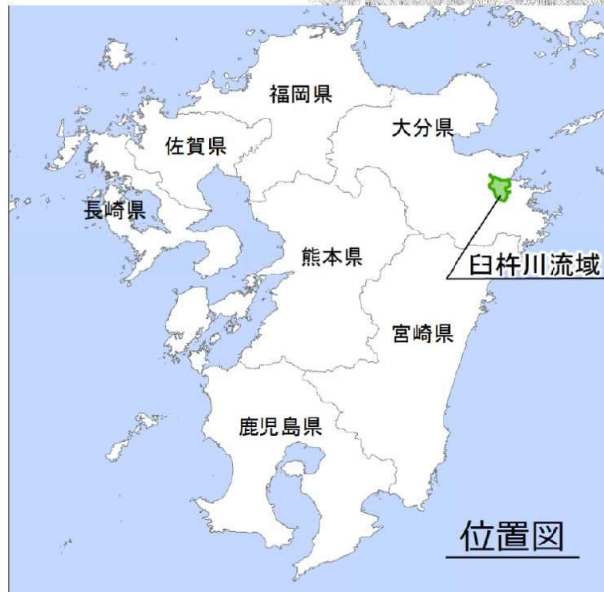 福岡県
大分県
佐賀県
長崎県
熊本県
臼杵川流域
宮崎県
鹿児島県
位置図